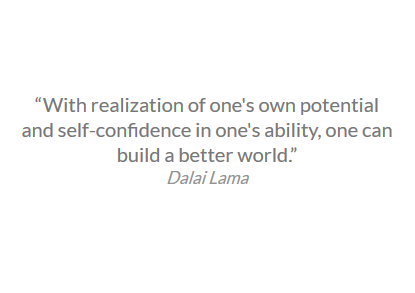 “With realization of one's own potential
and self-confidence in one's ability, one can
build a better world.”
Dalai Lama